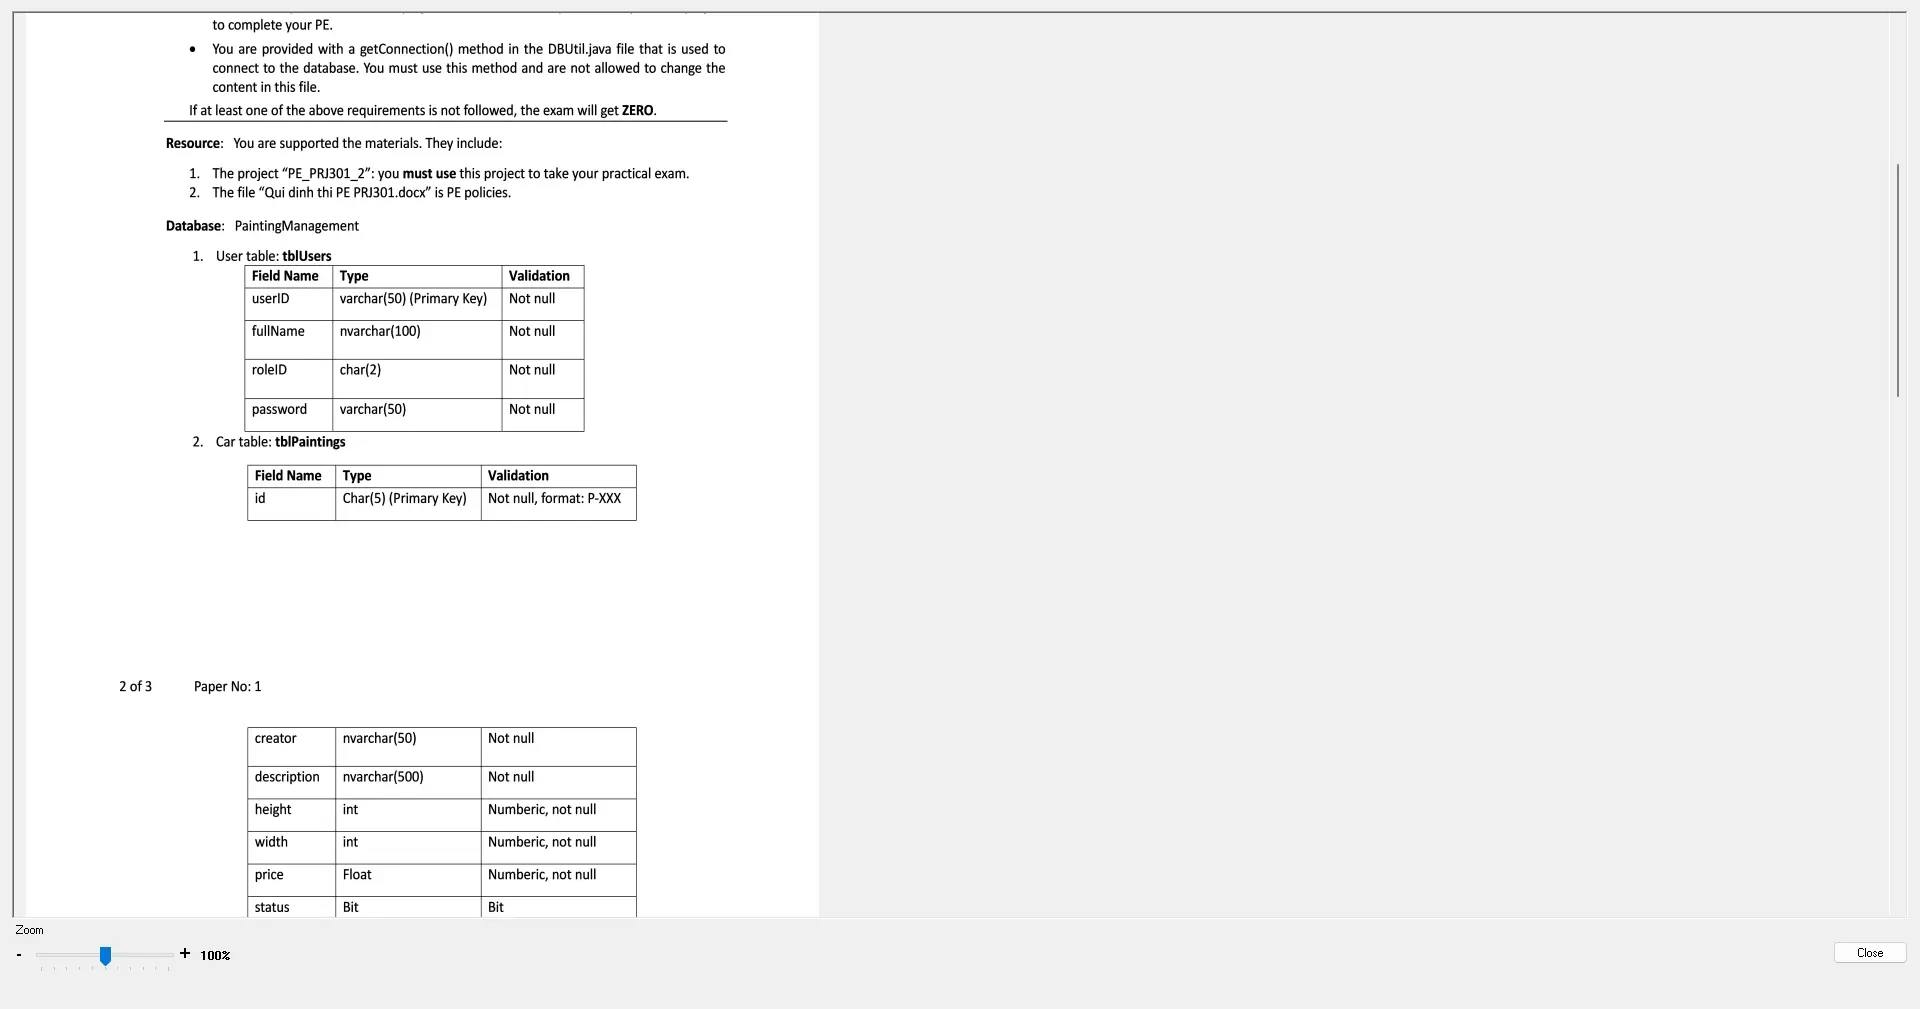 to complete your PE.
• You are provided with a getConnection() method in the DBUtil.java file that is used to
connect to the database. You must use this method and are not allowed to change the
content in this file.
If at least one of the above requirements is not followed, the exam will get ZERO.
Resource: You are supported the materials. They include:
1. The project “PE_PRJ301_2”: you must use this project to take your practical exam.
2. The file “Qui dinh thi PE PRJ301.docx” is PE policies.
Database: PaintingManagement
1. User table: tblUsers
Field Name Type Validation
userID varchar(50) (Primary Key) Not null
fullName nvarchar(100) Not null
roleID char(2) Not null
password varchar(50) Not null
2. Car table: tblPaintings
Field Name Type Validation
id Char(5) (Primary Key) Not null, format: P-XXX
2 of 3 Paper No: 1
creator nvarchar(50) Not null
description nvarchar(500) Not null
height int Numberic, not null
width int Numberic, not null
price Float Numberic, not null
status Bit Bit
Zoom
- + 100%
Close